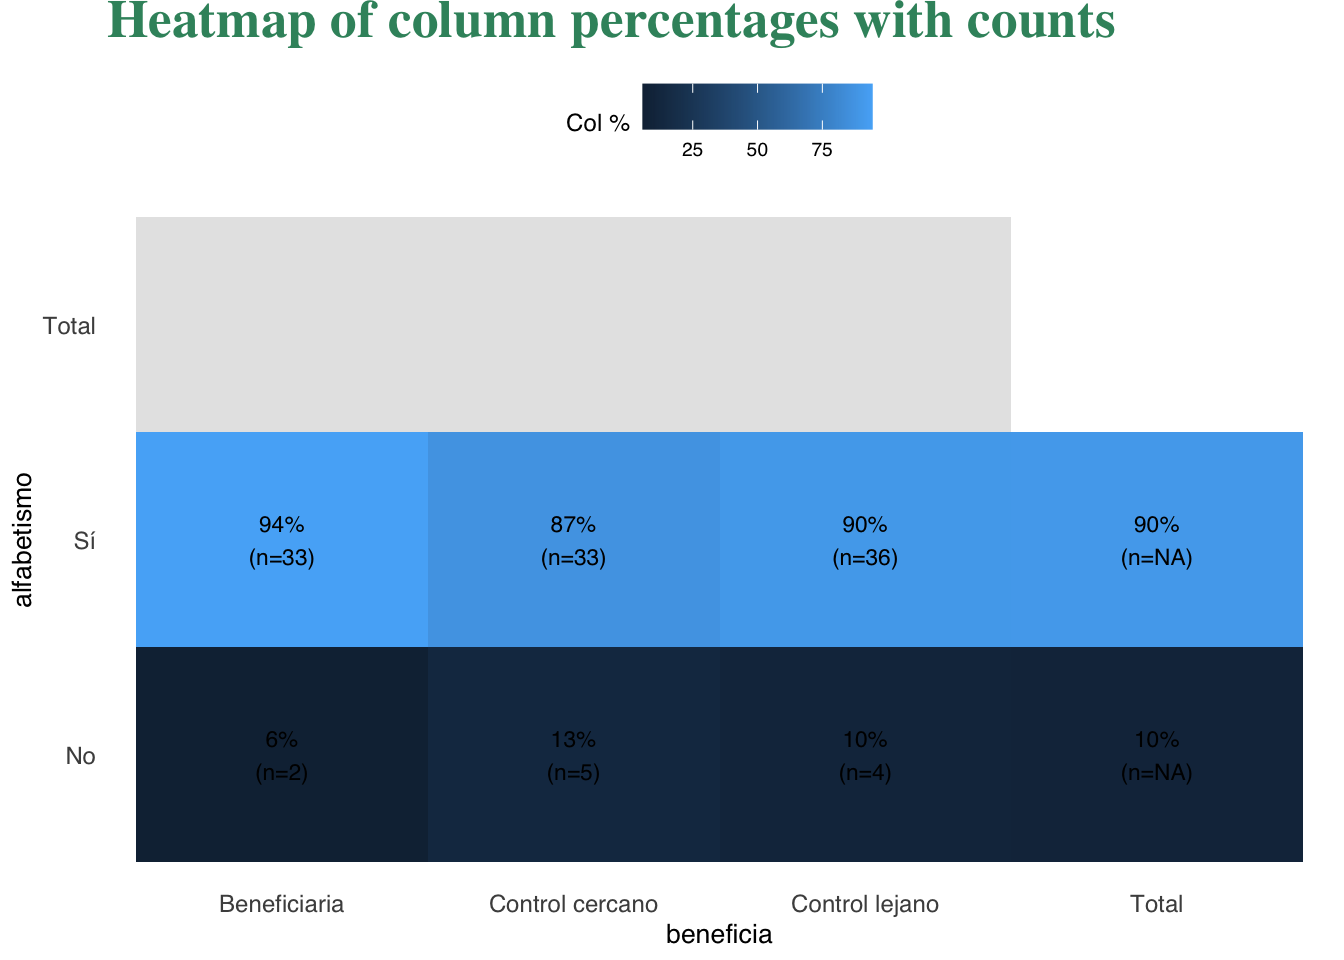 Heatmap of column percentages with counts
Col %
25 50 75
Total
alfabetismo
Sí
94% 87% 90% 90%
(n=33) (n=33) (n=36) (n=NA)
No
6% 13% 10% 10%
(n=2) (n=5) (n=4) (n=NA)
Beneficiaria Control cercano Control lejano Total
beneficia